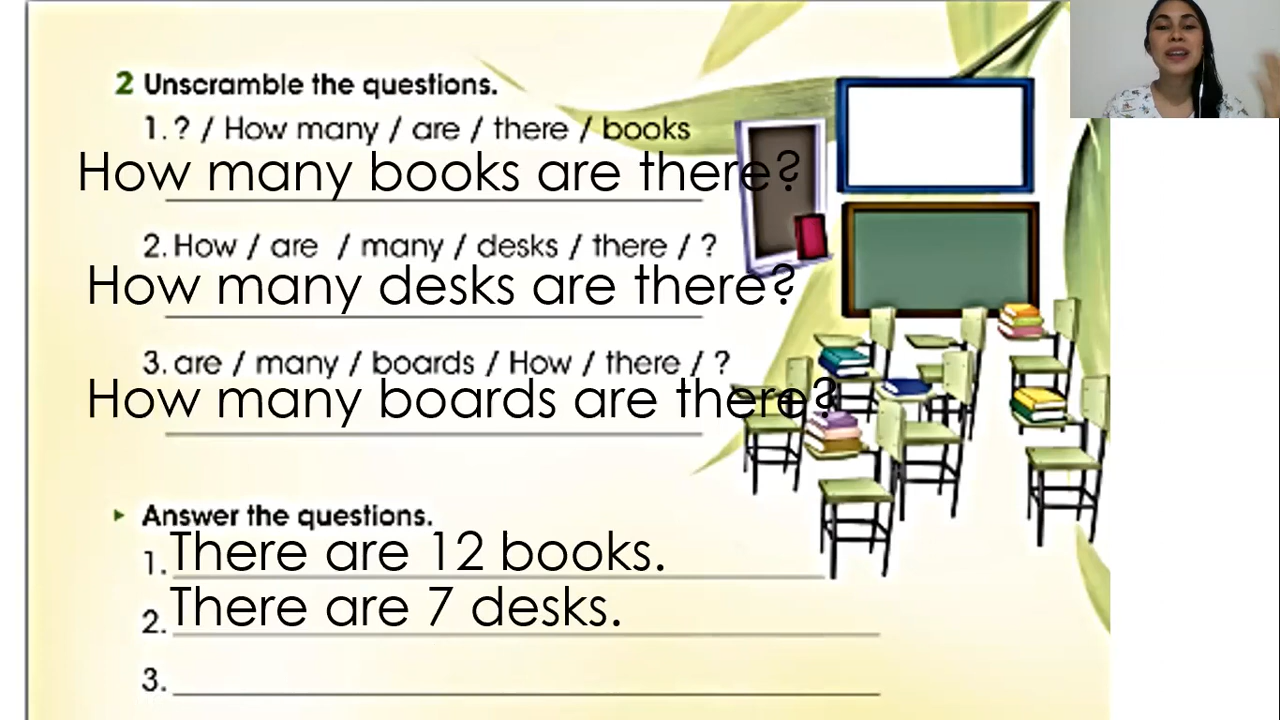 2 Unscramble the questions.
1. ? / How many / are / there / books
How many books are there?
2. How / are / many / desks / there / ?
How many desks are there?
3. are / many / boards / How / there / ?
How many boards are there?
Answer the questions.
1. There are 12 books.
2. There are 7 desks.
3.